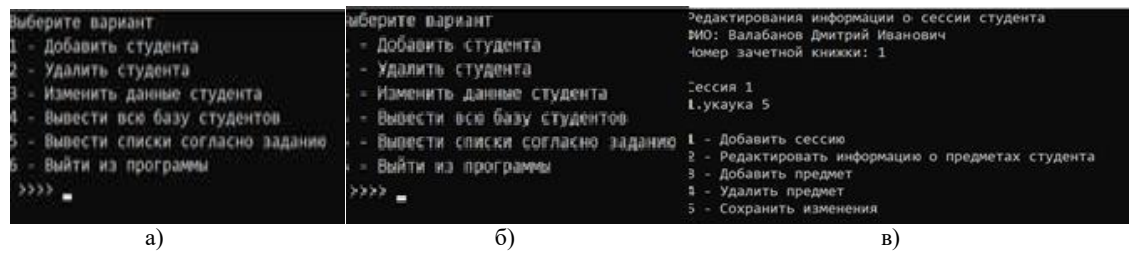 Выберите вариант
1 - Добавить студента
2 - Удалить студента
3 - Изменить данные студента
4 - Вывести всю базу студентов
5 - Вывести списки согласно заданию
6 - Выйти из программы
>>>> _
а)
Выберите вариант
- Добавить студента
- Удалить студента
- Изменить данные студента
- Вывести всю базу студентов
- Вывести списки согласно заданию
- Выйти из программы
>>>> _
б)
Редактирования информации о сессии студента
ФИО: Валабанов Дмитрий Иванович
Номер зачетной книжки: 1
Сессия 1
1.укаука 5
1 - Добавить сессию
2 - Редактировать информацию о предметах студента
3 - Добавить предмет
4 - Удалить предмет
5 - Сохранить изменения
в)